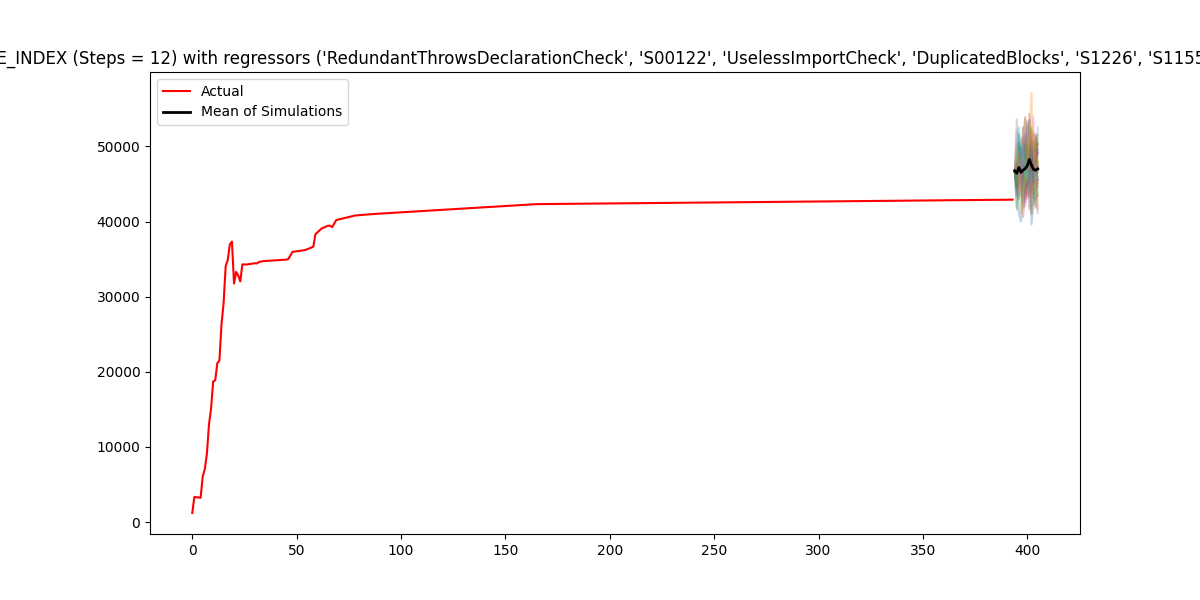 E_INDEX (Steps = 12) with regressors ('RedundantThrowsDeclarationCheck', 'S00122', 'UselessImportCheck', 'DuplicatedBlocks', 'S1226', 'S1155
Actual
Mean of Simulations
50000
40000
30000
20000
10000
0
0 50 100 150 200 250 300 350 400